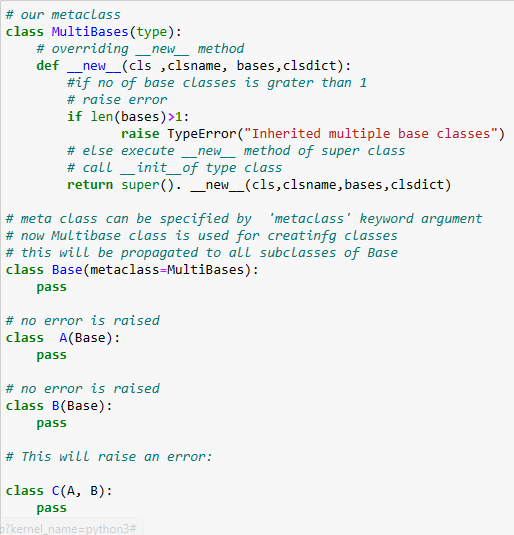 # our metaclass
class MultiBases(type):
    # overriding __new__ method
    def __new__(cls ,clsname, bases,clsdict):
        #if no of base classes is grater than 1
        # raise error
        if len(bases)>1:
               raise TypeError("Inherited multiple base classes")
        # else execute __new__ method of super class
        # call __init__of type class
        return super(). __new__(cls,clsname,bases,clsdict)
# meta class can be specified by  'metaclass' keyword argument
# now Multibase class is used for creatinfg classes
# this will be propagated to all subclasses of Base
class Base(metaclass=MultiBases):
    pass
# no error is raised
class  A(Base):
    pass
# no error is raised
class B(Base):
    pass
# This will raise an error:
class C(A, B):
    pass
p?kernel_name=python3#